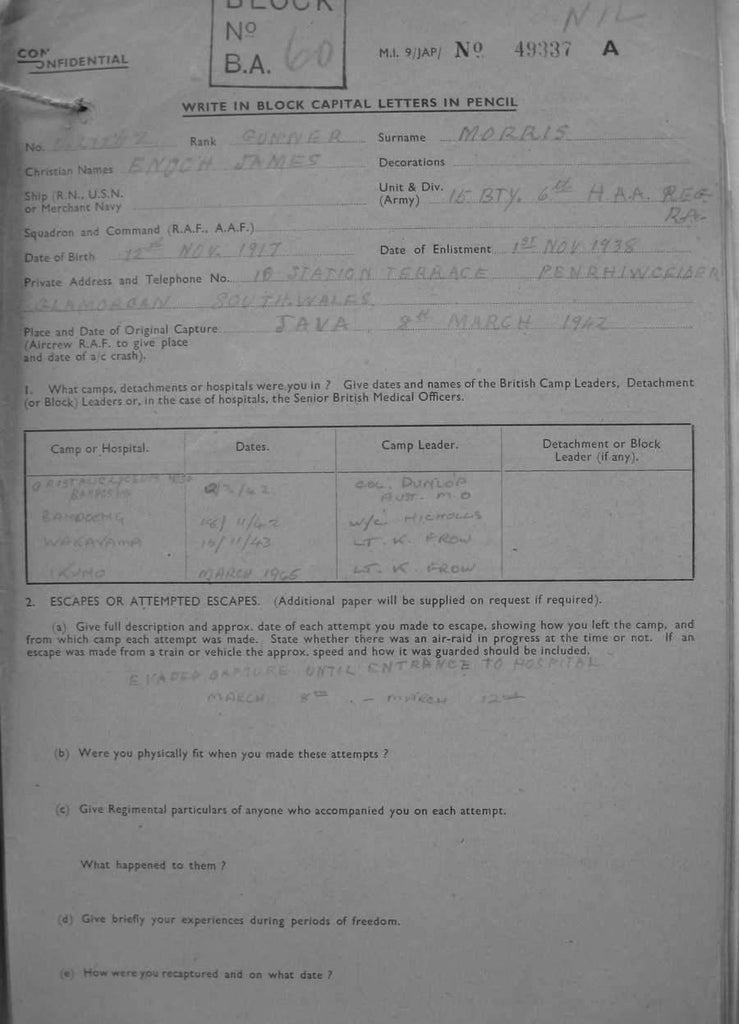 BLOCK
Nº
B.A. 60
NIL
CONFIDENTIAL
M.I. 9/JAP/ Nº 49337 A
WRITE IN BLOCK CAPITAL LETTERS IN PENCIL
No. Rank GUNNER Surname MORRIS
Christian Names ENOCH JAMES Decorations
Ship (R.N., U.S.N. or Merchant Navy
Unit & Div. (Army) 15 BTY. 6th H.A.A. REG
RA.
Squadron and Command (R.A.F., A.A.F.)
Date of Birth 12th NOV. 1917 Date of Enlistment 1ST NOV 1938
Private Address and Telephone No. 18 STATION TERRACE PENRHIWCEIBER
GLAMORGAN SOUTH WALES
Place and Date of Original Capture JAVA 8th MARCH 1942
(Aircrew R.A.F. to give place
and date of a/c crash).
1. What camps, detachments or hospitals were you in ? Give dates and names of the British Camp Leaders, Detachment
(or Block) Leaders or, in the case of hospitals, the Senior British Medical Officers.
Camp or Hospital. Dates. Camp Leader. Detachment or Block
Leader (if any).
COL. DUNLOP
AUST. M.O
BANDOENG 11/42 W/C NICHOLLS
WAKAYAMA 11/43 LT. K. FROW
IKUNO MARCH 1945 LT. K FROW
2. ESCAPES OR ATTEMPTED ESCAPES. (Additional paper will be supplied on request if required).
(a) Give full description and approx. date of each attempt you made to escape, showing how you left the camp, and
from which camp each attempt was made. State whether there was an air-raid in progress at the time or not. If an
escape was made from a train or vehicle the approx. speed and how it was guarded should be included.
EVADED CAPTURE UNTIL ENTRANCE TO HOSPITAL
MARCH 8th - MARCH 12th
(b) Were you physically fit when you made these attempts ?
(c) Give Regimental particulars of anyone who accompanied you on each attempt.
What happened to them ?
(d) Give briefly your experiences during periods of freedom.
(e) How were you recaptured and on what date ?